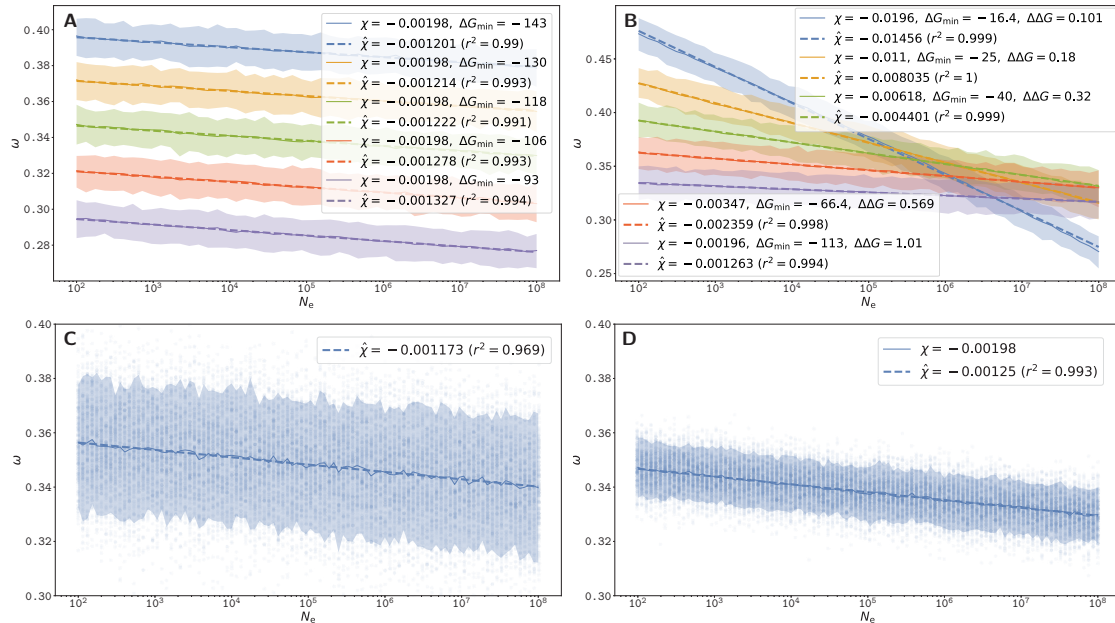 A
χ = −0.00198, ΔG_min = −143
χ̂ = −0.001201 (r² = 0.99)
χ = −0.00198, ΔG_min = −130
χ̂ = −0.001214 (r² = 0.993)
χ = −0.00198, ΔG_min = −118
χ̂ = −0.001222 (r² = 0.991)
χ = −0.00198, ΔG_min = −106
χ̂ = −0.001278 (r² = 0.993)
χ = −0.00198, ΔG_min = −93
χ̂ = −0.001327 (r² = 0.994)
0.40
0.38
0.36
0.34
0.32
0.30
0.28
ω
10² 10³ 10⁴ 10⁵ 10⁶ 10⁷ 10⁸
Nₑ
B
χ = −0.0196, ΔG_min = −16.4, ΔΔG = 0.101
χ̂ = −0.01456 (r² = 0.999)
χ = −0.011, ΔG_min = −25, ΔΔG = 0.18
χ̂ = −0.008035 (r² = 1)
χ = −0.00618, ΔG_min = −40, ΔΔG = 0.32
χ̂ = −0.004401 (r² = 0.999)
χ = −0.00347, ΔG_min = −66.4, ΔΔG = 0.569
χ̂ = −0.002359 (r² = 0.998)
χ = −0.00196, ΔG_min = −113, ΔΔG = 1.01
χ̂ = −0.001263 (r² = 0.994)
0.45
0.40
0.35
0.30
0.25
ω
10² 10³ 10⁴ 10⁵ 10⁶ 10⁷ 10⁸
Nₑ
C
χ̂ = −0.001173 (r² = 0.969)
0.40
0.38
0.36
0.34
0.32
0.30
ω
10² 10³ 10⁴ 10⁵ 10⁶ 10⁷ 10⁸
Nₑ
D
χ = −0.00198
χ̂ = −0.00125 (r² = 0.993)
0.40
0.38
0.36
0.34
0.32
0.30
ω
10² 10³ 10⁴ 10⁵ 10⁶ 10⁷ 10⁸
Nₑ